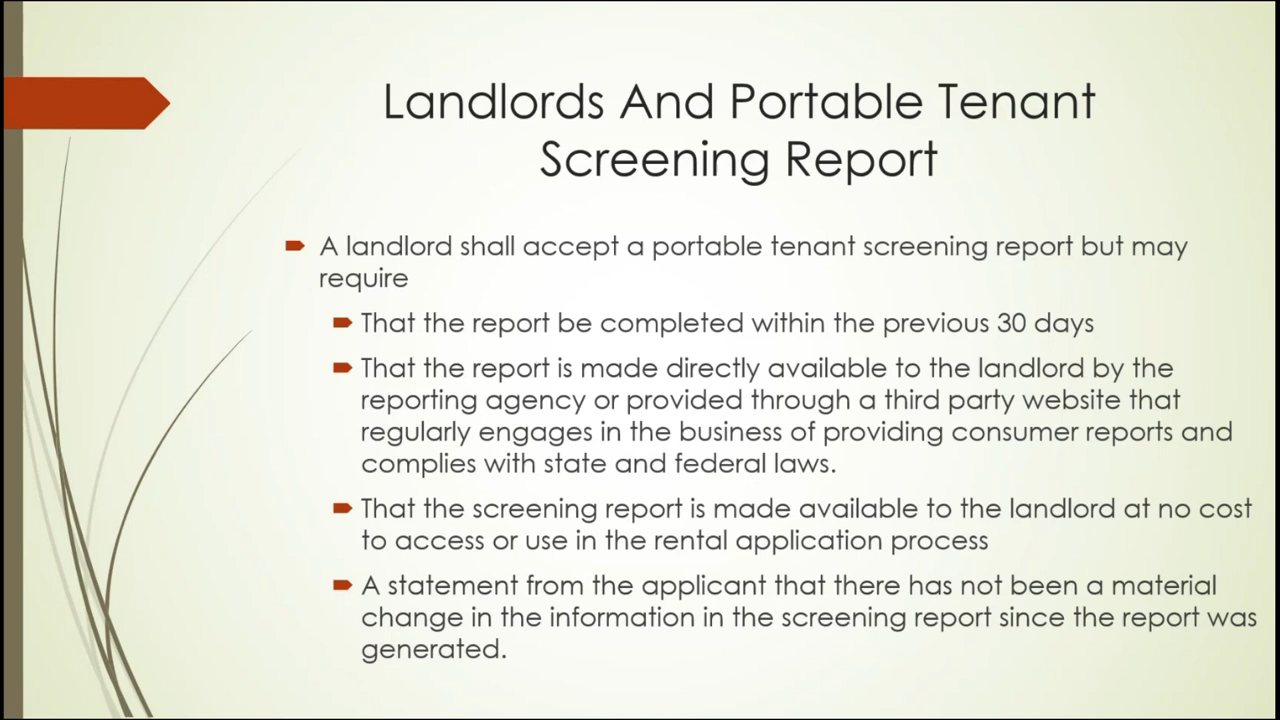 Landlords And Portable Tenant
Screening Report
A landlord shall accept a portable tenant screening report but may
require
That the report be completed within the previous 30 days
That the report is made directly available to the landlord by the
reporting agency or provided through a third party website that
regularly engages in the business of providing consumer reports and
complies with state and federal laws.
That the screening report is made available to the landlord at no cost
to access or use in the rental application process
A statement from the applicant that there has not been a material
change in the information in the screening report since the report was
generated.